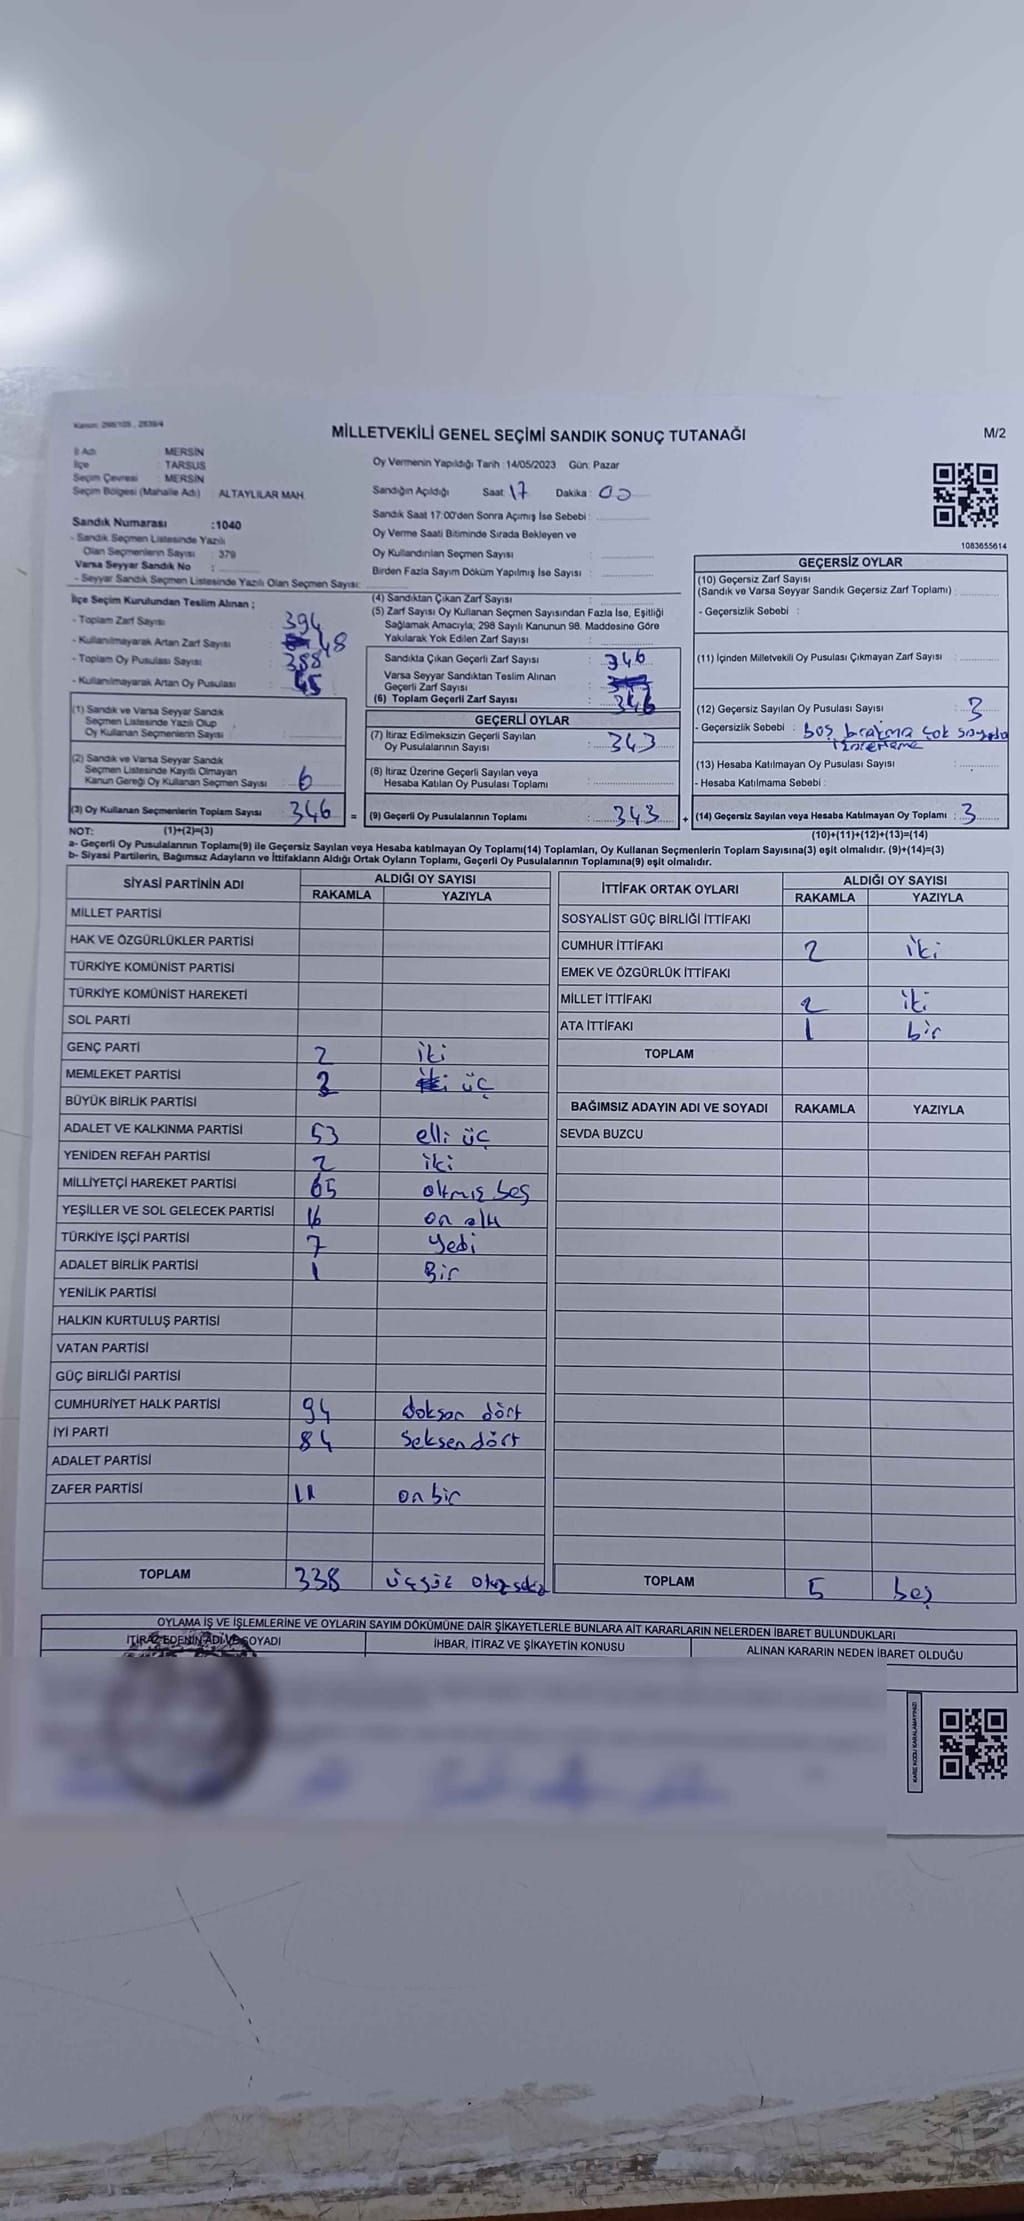 Kanun: 298/105 , 2839/4
MİLLETVEKİLİ GENEL SEÇİMİ SANDIK SONUÇ TUTANAĞI
M/2
İl Adı : MERSİN
İlçe : TARSUS
Seçim Çevresi : MERSİN
Seçim Bölgesi (Mahalle Adı) : ALTAYLILAR MAH.
Sandık Numarası :1040
- Sandık Seçmen Listesinde Yazılı
Olan Seçmenlerin Sayısı : 379
Varsa Seyyar Sandık No :
- Seyyar Sandık Seçmen Listesinde Yazılı Olan Seçmen Sayısı:
Oy Vermenin Yapıldığı Tarih :14/05/2023 Gün: Pazar
Sandığın Açıldığı Saat: 17 Dakika : 00
Sandık Saat 17:00'den Sonra Açımış İse Sebebi :
Oy Verme Saati Bitiminde Sırada Bekleyen ve
Oy Kullandırılan Seçmen Sayısı :
Birden Fazla Sayım Döküm Yapılmış İse Sayısı :
1083655614
İlçe Seçim Kurulundan Teslim Alınan ;
- Toplam Zarf Sayısı : 394
- Kullanılmayarak Artan Zarf Sayısı : 48
- Toplam Oy Pusulası Sayısı : 388
- Kullanılmayarak Artan Oy Pusulası : 45
(1) Sandık ve Varsa Seyyar Sandık
Seçmen Listesinde Yazılı Olup
Oy Kullanan Seçmenlerin Sayısı :
(2) Sandık ve Varsa Seyyar Sandık
Seçmen Listesinde Kayıtlı Olmayan
Kanun Gereği Oy Kullanan Seçmen Sayısı : 6
(3) Oy Kullanan Seçmenlerin Toplam Sayısı : 346 =
(4) Sandıktan Çıkan Zarf Sayısı :
(5) Zarf Sayısı Oy Kullanan Seçmen Sayısından Fazla İse, Eşitliği
Sağlamak Amacıyla; 298 Sayılı Kanunun 98. Maddesine Göre
Yakılarak Yok Edilen Zarf Sayısı :
Sandıkta Çıkan Geçerli Zarf Sayısı : 346
Varsa Seyyar Sandıktan Teslim Alınan
Geçerli Zarf Sayısı :
(6) Toplam Geçerli Zarf Sayısı : 346
GEÇERLİ OYLAR
(7) İtiraz Edilmeksizin Geçerli Sayılan
Oy Pusulalarının Sayısı : 343
(8) İtiraz Üzerine Geçerli Sayılan veya
Hesaba Katılan Oy Pusulası Toplamı :
(9) Geçerli Oy Pusulalarının Toplamı : 343 +
GEÇERSİZ OYLAR
(10) Geçersiz Zarf Sayısı
(Sandık ve Varsa Seyyar Sandık Geçersiz Zarf Toplamı) :
- Geçersizlik Sebebi :
(11) İçinden Milletvekili Oy Pusulası Çıkmayan Zarf Sayısı :
(12) Geçersiz Sayılan Oy Pusulası Sayısı : 3
- Geçersizlik Sebebi : boş bırakma çok sayıda
(13) Hesaba Katılmayan Oy Pusulası Sayısı :
- Hesaba Katılmama Sebebi :
(14) Geçersiz Sayılan veya Hesaba Katılmayan Oy Toplamı : 3
NOT: (1)+(2)=(3)
(10)+(11)+(12)+(13)=(14)
a- Geçerli Oy Pusulalarının Toplamı(9) ile Geçersiz Sayılan veya Hesaba katılmayan Oy Toplamı(14) Toplamları, Oy Kullanan Seçmenlerin Toplam Sayısına(3) eşit olmalıdır. (9)+(14)=(3)
b- Siyasi Partilerin, Bağımsız Adayların ve İttifakların Aldığı Ortak Oyların Toplamı, Geçerli Oy Pusulalarının Toplamına(9) eşit olmalıdır.
SİYASİ PARTİNİN ADI ALDIĞI OY SAYISI
RAKAMLA YAZIYLA
MİLLET PARTİSİ
HAK VE ÖZGÜRLÜKLER PARTİSİ
TÜRKİYE KOMÜNİST PARTİSİ
TÜRKİYE KOMÜNİST HAREKETİ
SOL PARTİ
GENÇ PARTİ 2 iki
MEMLEKET PARTİSİ 3 iki üç
BÜYÜK BİRLİK PARTİSİ
ADALET VE KALKINMA PARTİSİ 53 elli üç
YENİDEN REFAH PARTİSİ 2 iki
MİLLİYETÇİ HAREKET PARTİSİ 65 altmış beş
YEŞİLLER VE SOL GELECEK PARTİSİ 16 on altı
TÜRKİYE İŞÇİ PARTİSİ 7 Yedi
ADALET BİRLİK PARTİSİ 1 Bir
YENİLİK PARTİSİ
HALKIN KURTULUŞ PARTİSİ
VATAN PARTİSİ
GÜÇ BİRLİĞİ PARTİSİ
CUMHURİYET HALK PARTİSİ 94 doksan dört
İYİ PARTİ 84 Seksen dört
ADALET PARTİSİ
ZAFER PARTİSİ 11 on bir
TOPLAM 338 üçyüz otuzsekiz
İTTİFAK ORTAK OYLARI ALDIĞI OY SAYISI
RAKAMLA YAZIYLA
SOSYALİST GÜÇ BİRLİĞİ İTTİFAKI
CUMHUR İTTİFAKI 2 iki
EMEK VE ÖZGÜRLÜK İTTİFAKI
MİLLET İTTİFAKI 2 iki
ATA İTTİFAKI 1 bir
TOPLAM
BAĞIMSIZ ADAYIN ADI VE SOYADI RAKAMLA YAZIYLA
SEVDA BUZCU
TOPLAM 5 beş
OYLAMA İŞ VE İŞLEMLERİNE VE OYLARIN SAYIM DÖKÜMÜNE DAİR ŞİKAYETLERLE BUNLARA AİT KARARLARIN NELERDEN İBARET BULUNDUKLARI
İTİRAZ EDENİN ADI VE SOYADI İHBAR, İTİRAZ VE ŞİKAYETİN KONUSU ALINAN KARARIN NEDEN İBARET OLDUĞU
KARE KODU KARALAMAYINIZ!